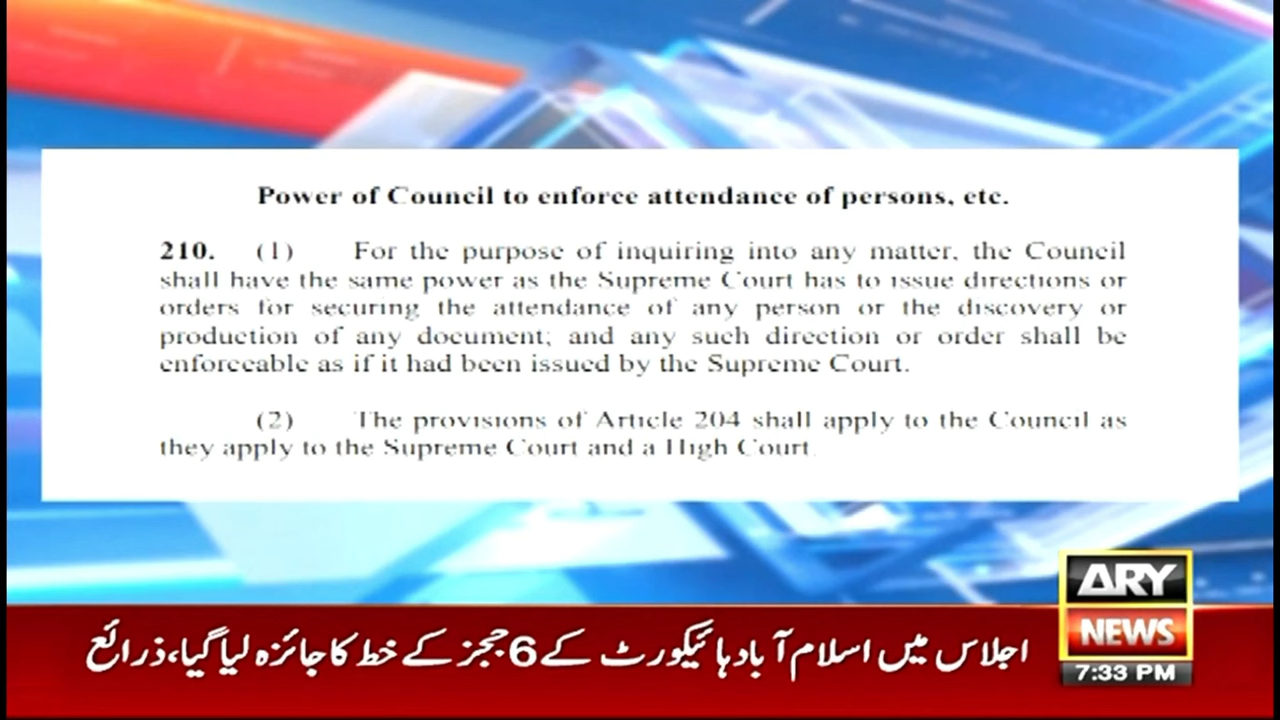 Power of Council to enforce attendance of persons, etc.
210. (1) For the purpose of inquiring into any matter, the Council
shall have the same power as the Supreme Court has to issue directions or
orders for securing the attendance of any person or the discovery or
production of any document; and any such direction or order shall be
enforceable as if it had been issued by the Supreme Court.
(2) The provisions of Article 204 shall apply to the Council as
they apply to the Supreme Court and a High Court.
ARY
NEWS
7:33 PM
اجلاس میں اسلام آباد ہائیکورٹ کے 6 ججز کے خط کا جائزہ لیا گیا، ذرائع